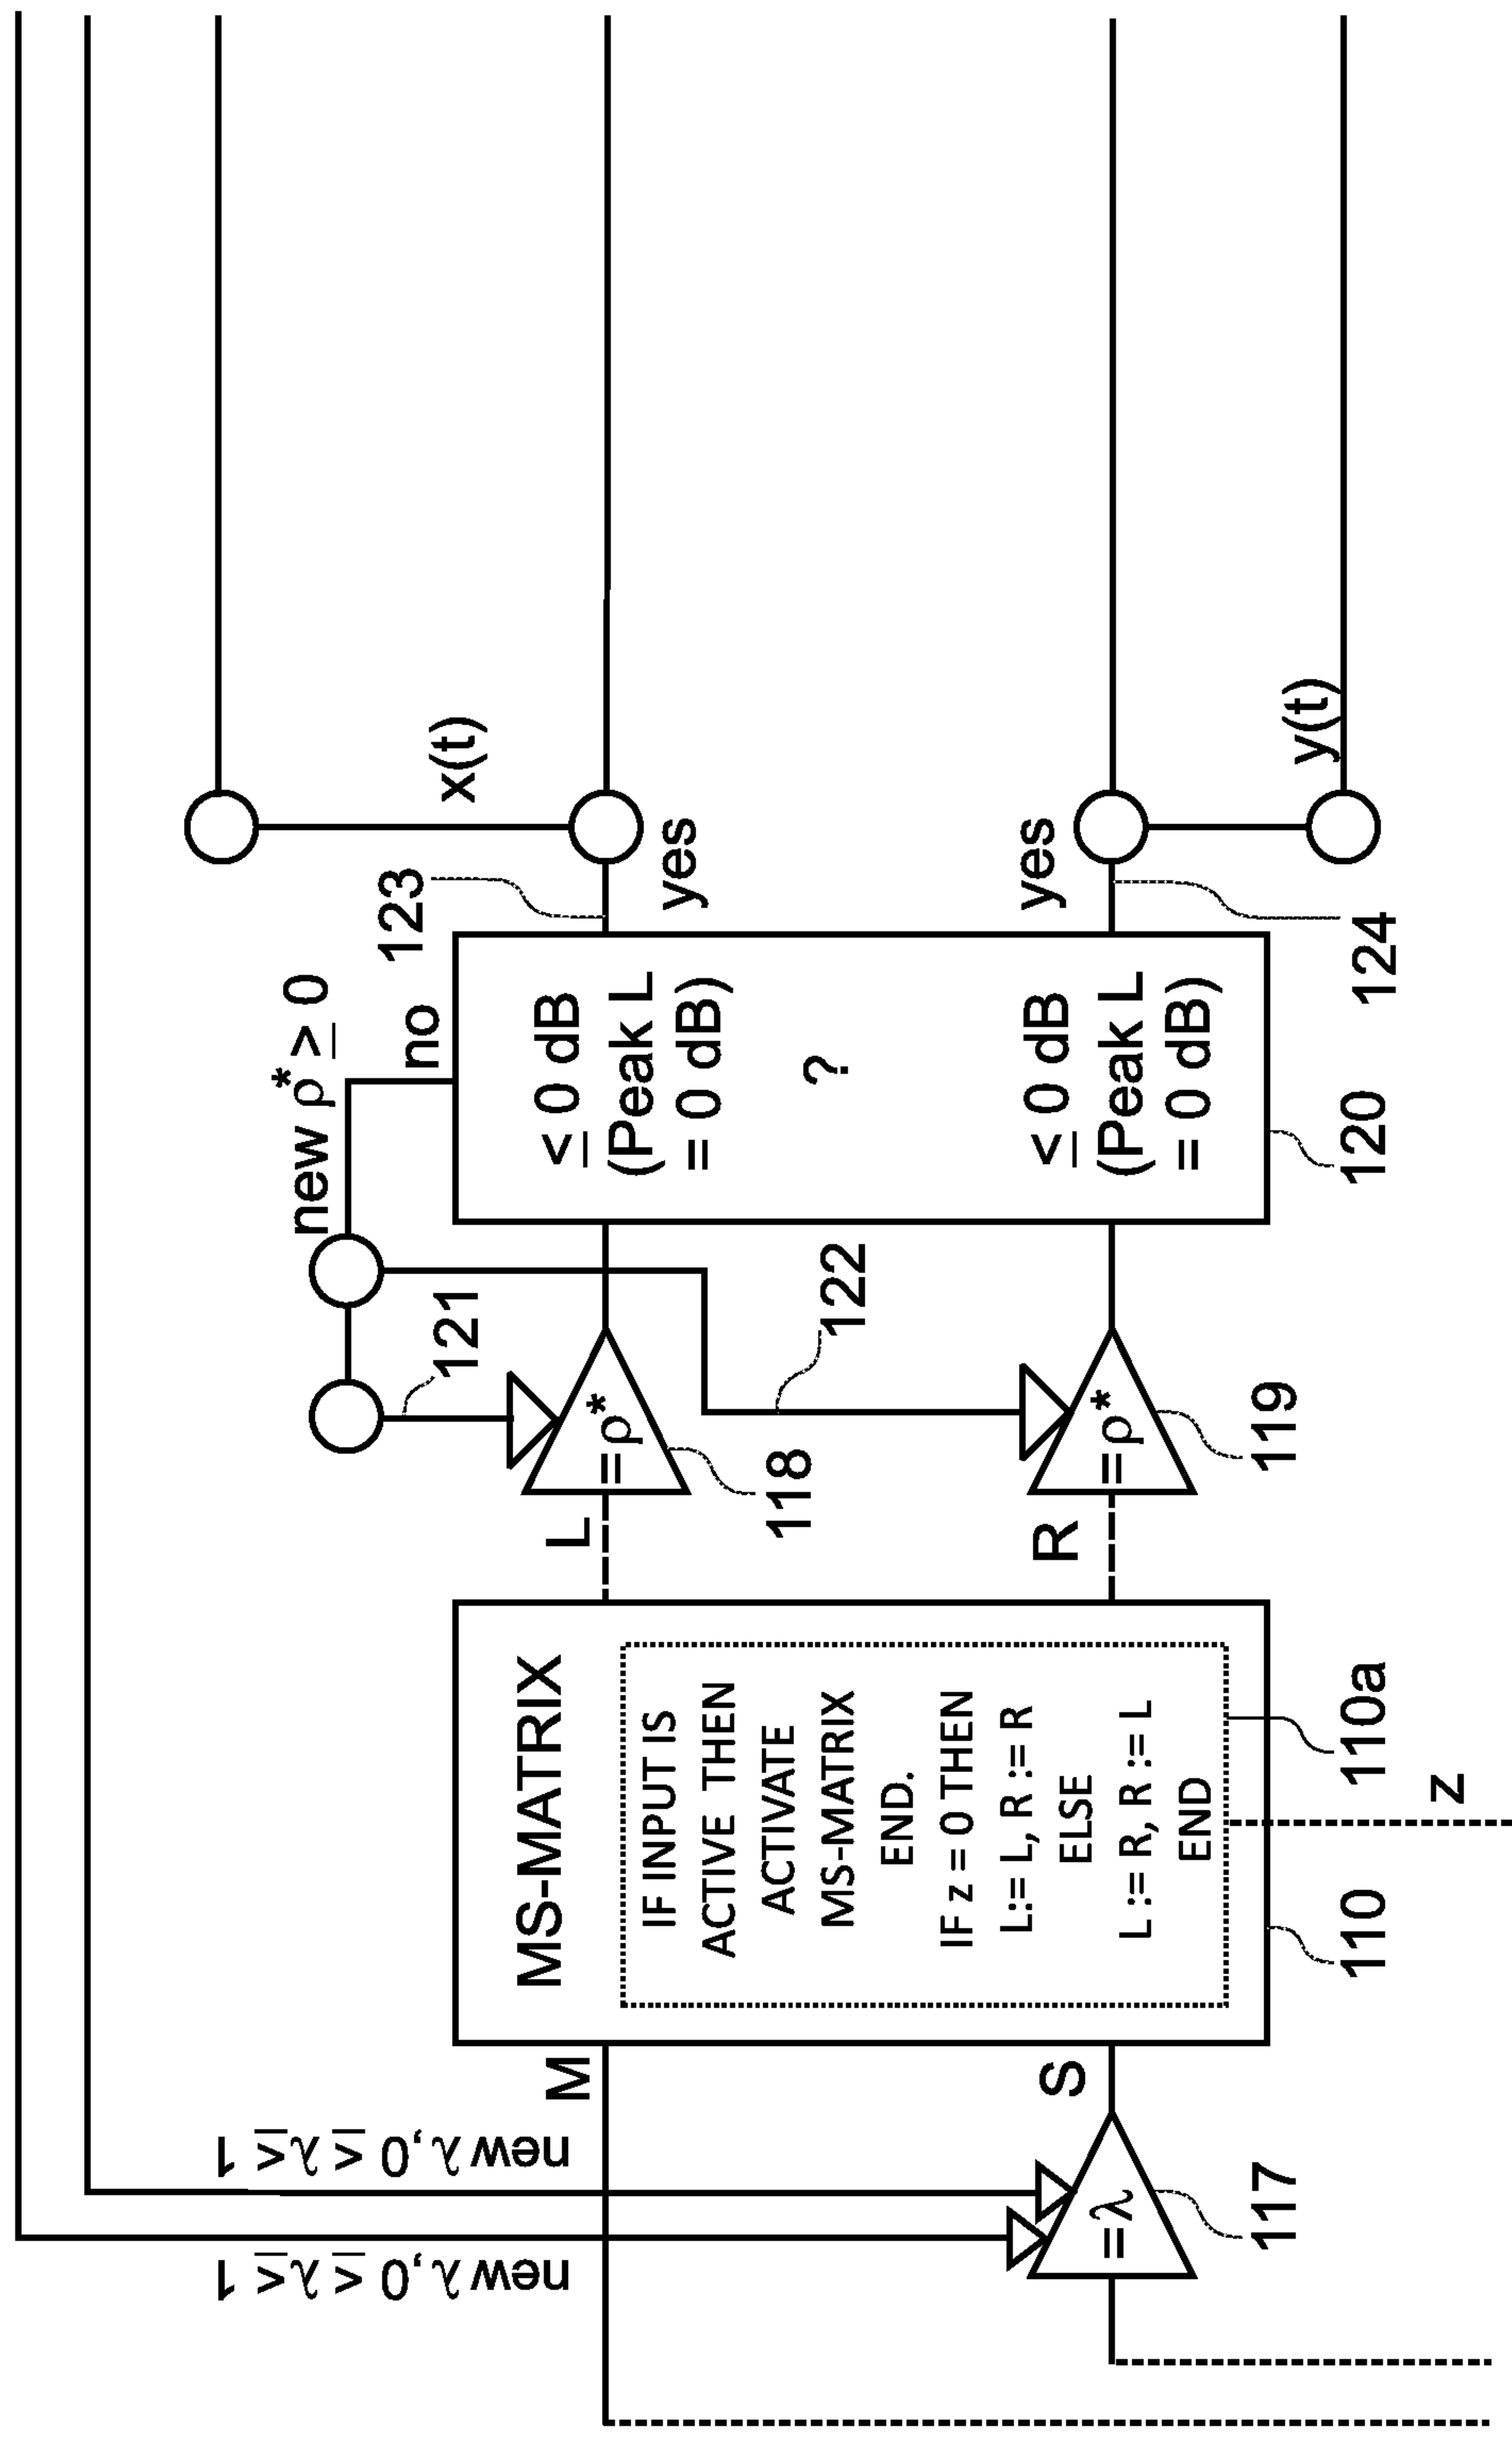 new λ, 0 ≤ λ ≤ 1
new λ, 0 ≤ λ ≤ 1
M
S
= λ
117
MS-MATRIX
IF INPUT IS
ACTIVE THEN
ACTIVATE
MS-MATRIX
END.
IF z = 0 THEN
L:= L, R := R
ELSE
L := R, R := L
END
110
110a
z
L
R
= ρ*
118
= ρ*
119
121
122
new ρ* ≥ 0
no
≤ 0 dB
(Peak L
= 0 dB)
?
≤ 0 dB
(Peak L
= 0 dB)
120
123
yes
yes
124
x(t)
y(t)